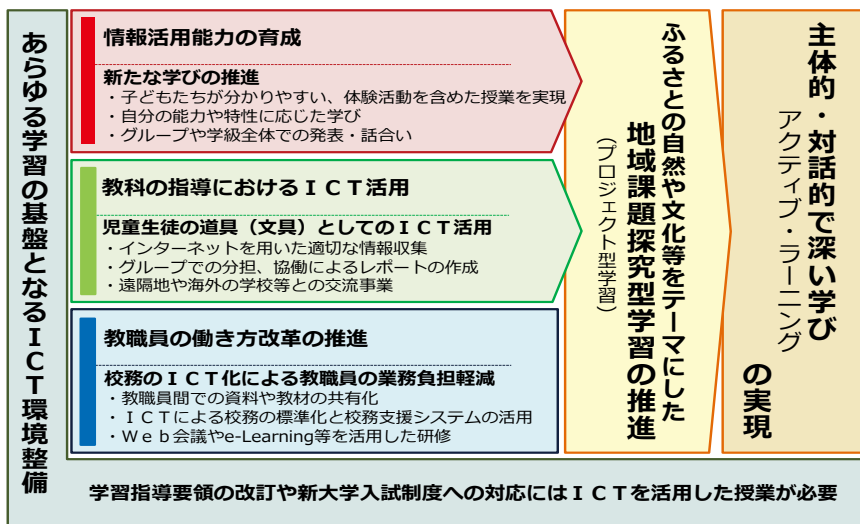 あらゆる学習の基盤となるＩＣＴ環境整備
情報活用能力の育成
新たな学びの推進
・子どもたちが分かりやすい、体験活動を含めた授業を実現
・自分の能力や特性に応じた学び
・グループや学級全体での発表・話合い
教科の指導におけるＩＣＴ活用
児童生徒の道具（文具）としてのＩＣＴ活用
・インターネットを用いた適切な情報収集
・グループでの分担、協働によるレポートの作成
・遠隔地や海外の学校等との交流事業
教職員の働き方改革の推進
校務のＩＣＴ化による教職員の業務負担軽減
・教職員間での資料や教材の共有化
・ＩＣＴによる校務の標準化と校務支援システムの活用
・Ｗｅｂ会議やe-Learning等を活用した研修
ふるさとの自然や文化等をテーマにした
地域課題探究型学習の推進
（プロジェクト型学習）
主体的・対話的で深い学び
アクティブ・ラーニング
の実現
学習指導要領の改訂や新大学入試制度への対応にはＩＣＴを活用した授業が必要